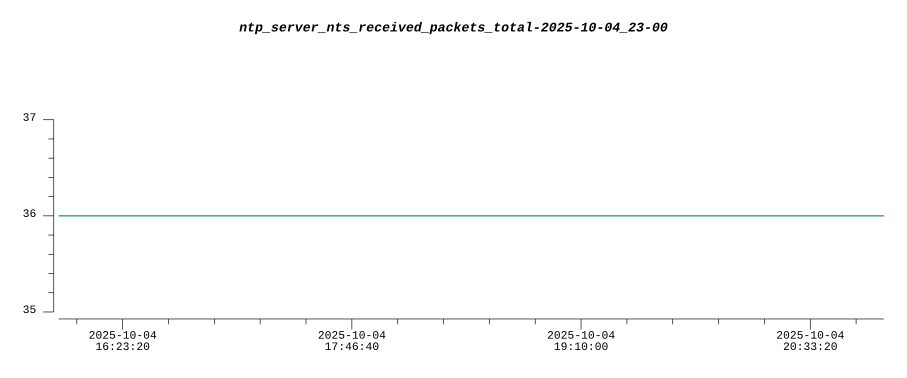 ntp_server_nts_received_packets_total-2025-10-04_23-00
37
36
35
2025-10-04 2025-10-04 2025-10-04 2025-10-04
16:23:20 17:46:40 19:10:00 20:33:20